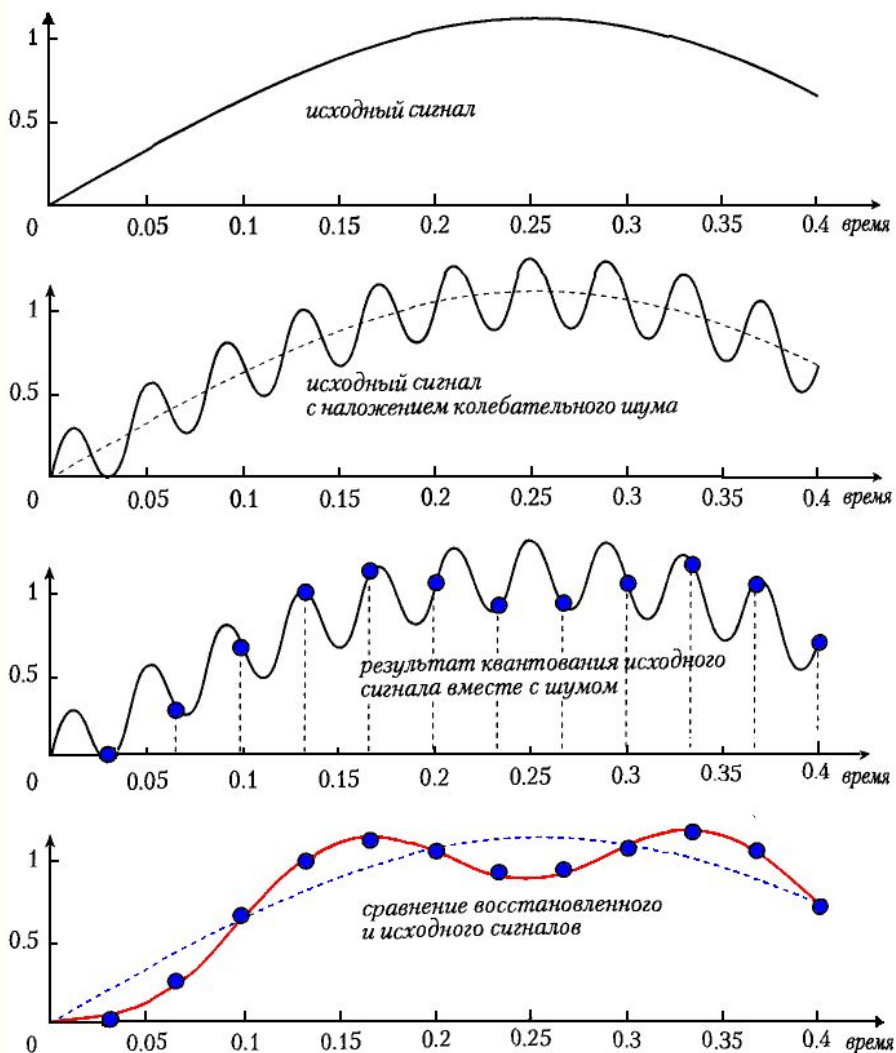 1
0.5
исходный сигнал
0 0.05 0.1 0.15 0.2 0.25 0.3 0.35 0.4 время
1
0.5
исходный сигнал
с наложением колебательного шума
0 0.05 0.1 0.15 0.2 0.25 0.3 0.35 0.4 время
1
0.5
результат квантования исходного
сигнала вместе с шумом
0 0.05 0.1 0.15 0.2 0.25 0.3 0.35 0.4 время
1
0.5
сравнение восстановленного
и исходного сигналов
0 0.05 0.1 0.15 0.2 0.25 0.3 0.35 0.4 время